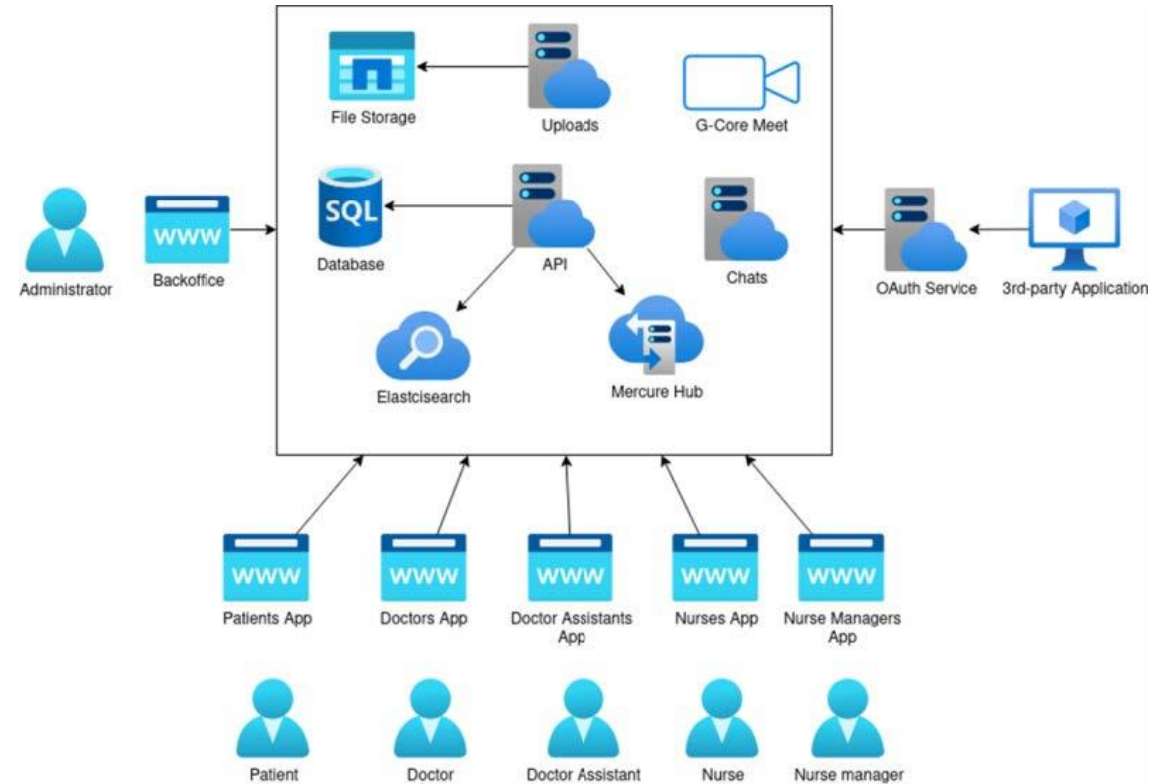 File Storage
Uploads
G-Core Meet
SQL
Database
API
Chats
www
Administrator
Backoffice
OAuth Service
3rd-party Application
Elastcisearch
Mercure Hub
www
www
www
www
www
Patients App
Doctors App
Doctor Assistants
App
Nurses App
Nurse Managers
App
Patient
Doctor
Doctor Assistant
Nurse
Nurse manager